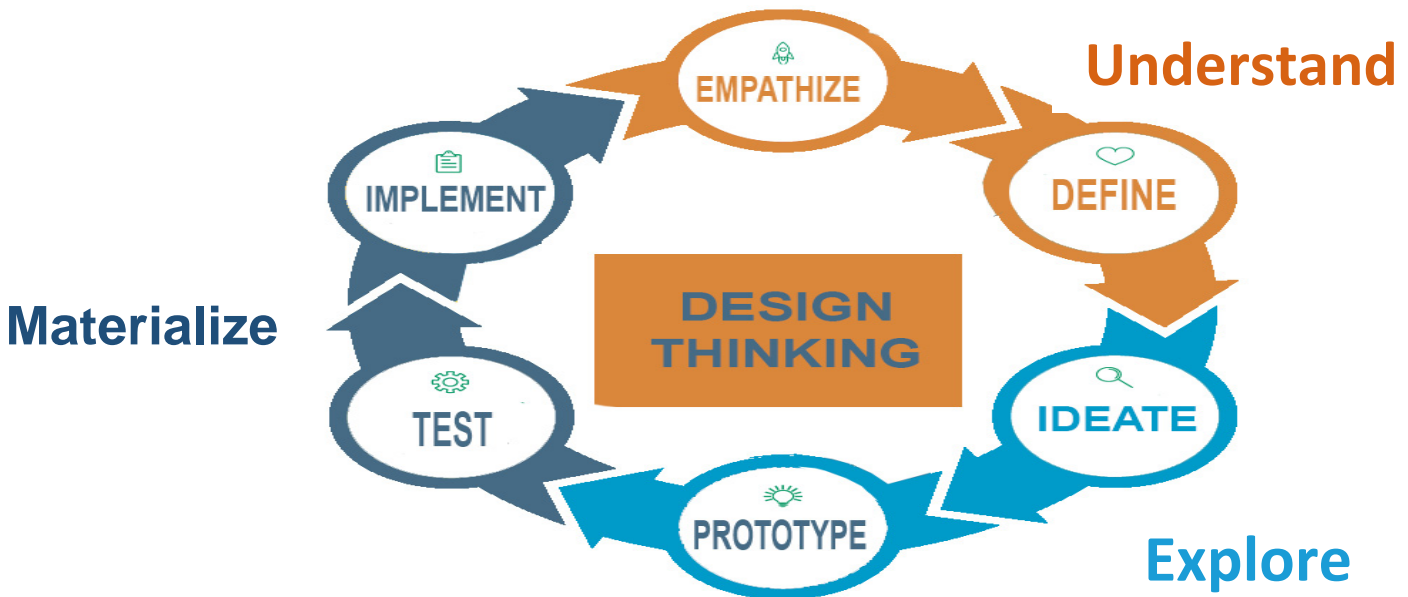 Understand
EMPATHIZE
DEFINE
IMPLEMENT
DESIGN
THINKING
Materialize
IDEATE
TEST
PROTOTYPE
Explore